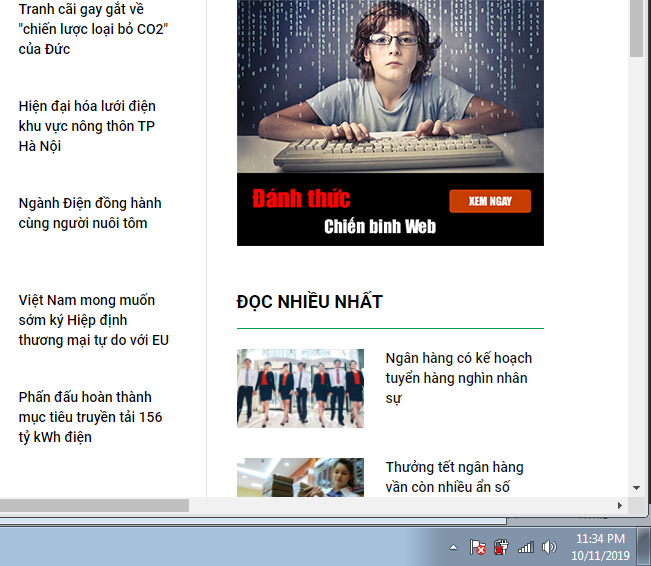 Tranh cãi gay gắt về
"chiến lược loại bỏ CO2"
của Đức
Hiện đại hóa lưới điện
khu vực nông thôn TP
Hà Nội
Ngành Điện đồng hành
cùng người nuôi tôm
Việt Nam mong muốn
sớm ký Hiệp định
thương mại tự do với EU
Phấn đấu hoàn thành
mục tiêu truyền tải 156
tỷ kWh điện
Đánh thức
XEM NGAY
Chiến binh Web
ĐỌC NHIỀU NHẤT
Ngân hàng có kế hoạch
tuyển hàng nghìn nhân
sự
Thưởng tết ngân hàng
vẫn còn nhiều ẩn số
11:34 PM
10/11/2019